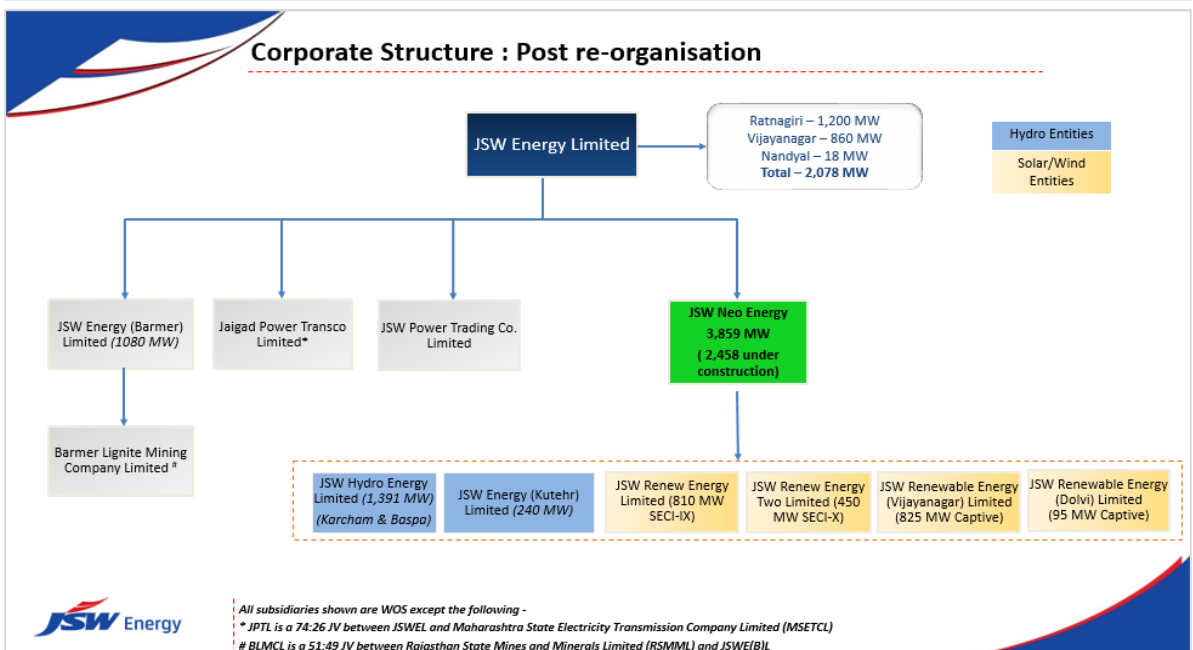 Corporate Structure : Post re-organisation
JSW Energy Limited
Ratnagiri – 1,200 MW
Vijayanagar – 860 MW
Nandyal – 18 MW
Total – 2,078 MW
Hydro Entities
Solar/Wind
Entities
JSW Energy (Barmer)
Limited (1080 MW)
Jaigad Power Transco
Limited*
JSW Power Trading Co.
Limited
JSW Neo Energy
3,859 MW
( 2,458 under
construction)
Barmer Lignite Mining
Company Limited #
JSW Hydro Energy
Limited (1,391 MW)
(Karcham & Baspa)
JSW Energy (Kutehr)
Limited (240 MW)
JSW Renew Energy
Limited (810 MW
SECI-IX)
JSW Renew Energy
Two Limited (450
MW SECI-X)
JSW Renewable Energy
(Vijayanagar) Limited
(825 MW Captive)
JSW Renewable Energy
(Dolvi) Limited
(95 MW Captive)
JSW Energy
All subsidiaries shown are WOS except the following -
* JPTL is a 74:26 JV between JSWEL and Maharashtra State Electricity Transmission Company Limited (MSETCL)
# BLMCL is a 51:49 JV between Rajasthan State Mines and Minerals Limited (RSMML) and JSWE(B)L